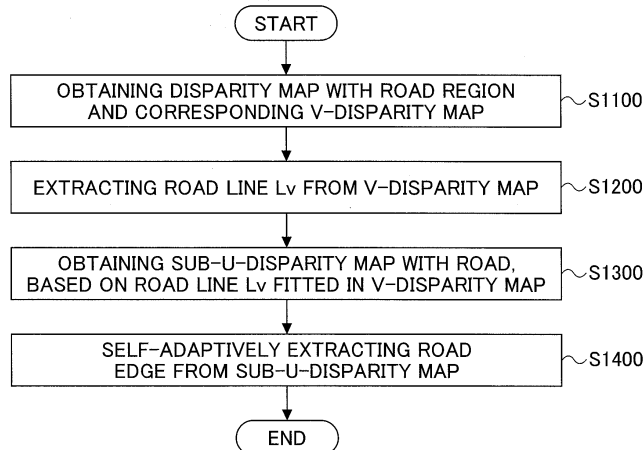 START
OBTAINING DISPARITY MAP WITH ROAD REGION
AND CORRESPONDING V-DISPARITY MAP
S1100
EXTRACTING ROAD LINE Lv FROM V-DISPARITY MAP
S1200
OBTAINING SUB-U-DISPARITY MAP WITH ROAD,
BASED ON ROAD LINE Lv FITTED IN V-DISPARITY MAP
S1300
SELF-ADAPTIVELY EXTRACTING ROAD
EDGE FROM SUB-U-DISPARITY MAP
S1400
END